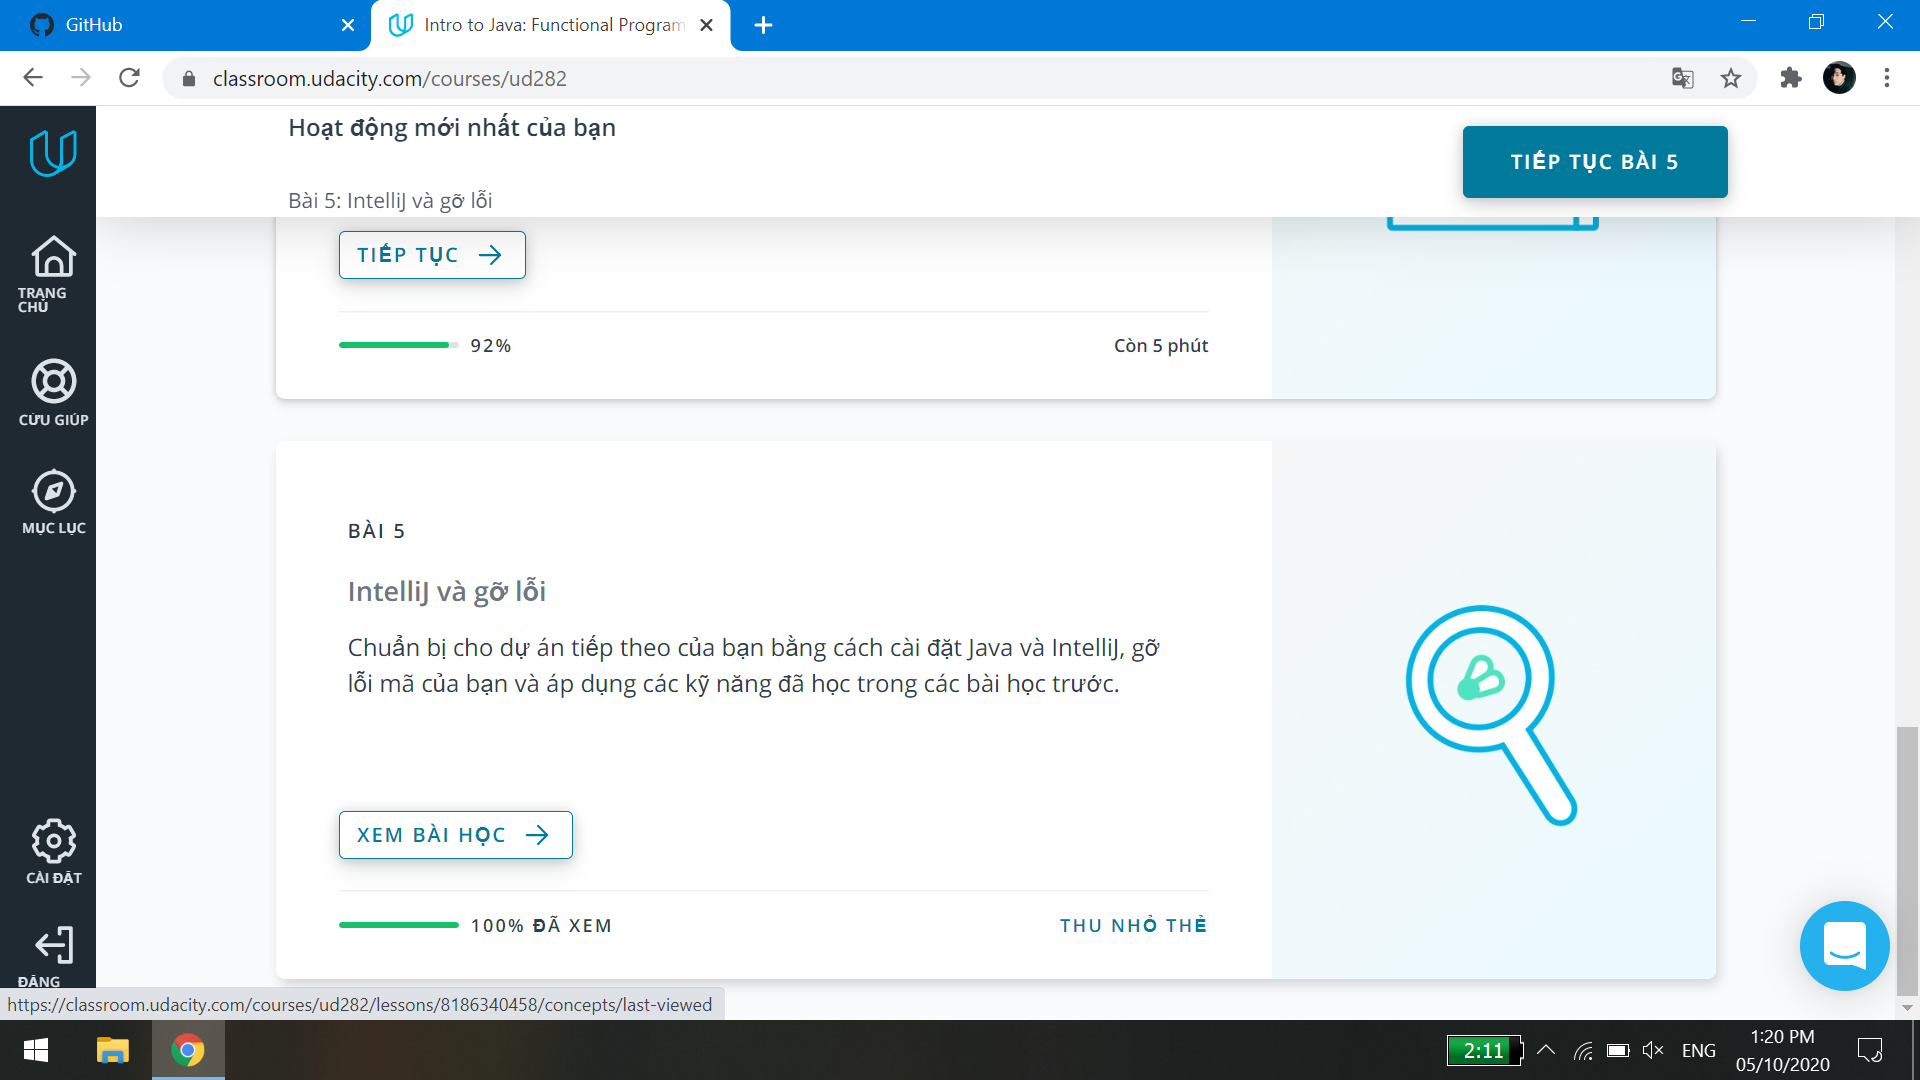 GitHub
Intro to Java: Functional Program
classroom.udacity.com/courses/ud282
Hoạt động mới nhất của bạn
TIẾP TỤC BÀI 5
Bài 5: IntelliJ và gỡ lỗi
TRANG
CHỦ
CỨU GIÚP
MỤC LỤC
CÀI ĐẶT
ĐĂNG
TIẾP TỤC
92%
Còn 5 phút
BÀI 5
IntelliJ và gỡ lỗi
Chuẩn bị cho dự án tiếp theo của bạn bằng cách cài đặt Java và IntelliJ, gỡ
lỗi mã của bạn và áp dụng các kỹ năng đã học trong các bài học trước.
XEM BÀI HỌC
100% ĐÃ XEM
THU NHỎ THẺ
https://classroom.udacity.com/courses/ud282/lessons/8186340458/concepts/last-viewed
2:11
ENG
1:20 PM
05/10/2020